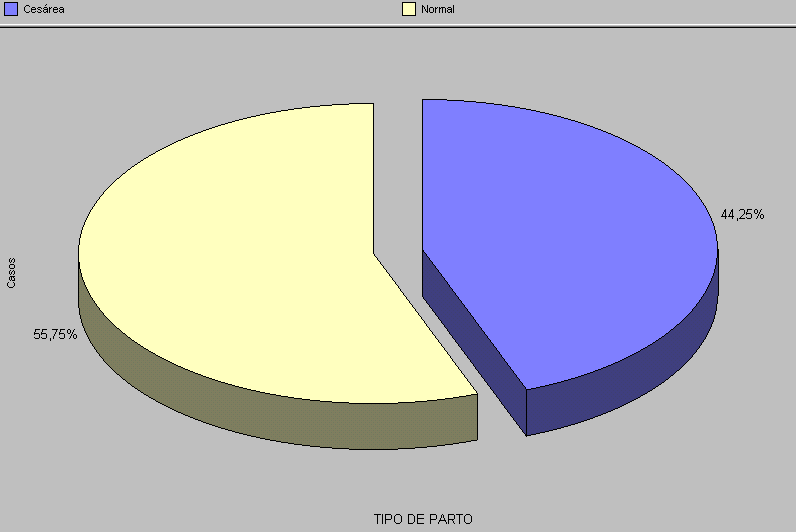 Cesárea
Normal
44,25%
Casos
55,75%
TIPO DE PARTO